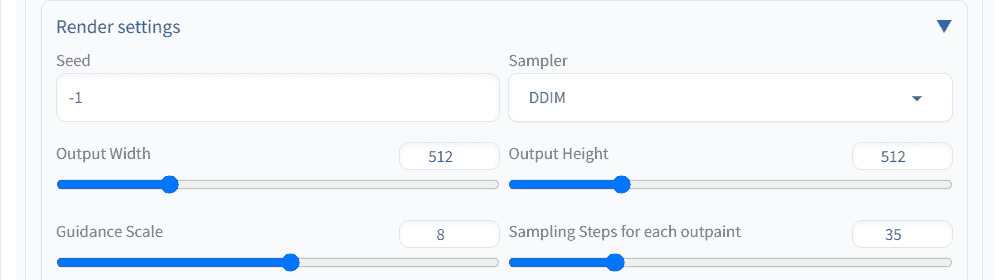 Render settings
Seed
Sampler
-1
DDIM
Output Width
512
Output Height
512
Guidance Scale
8
Sampling Steps for each outpaint
35